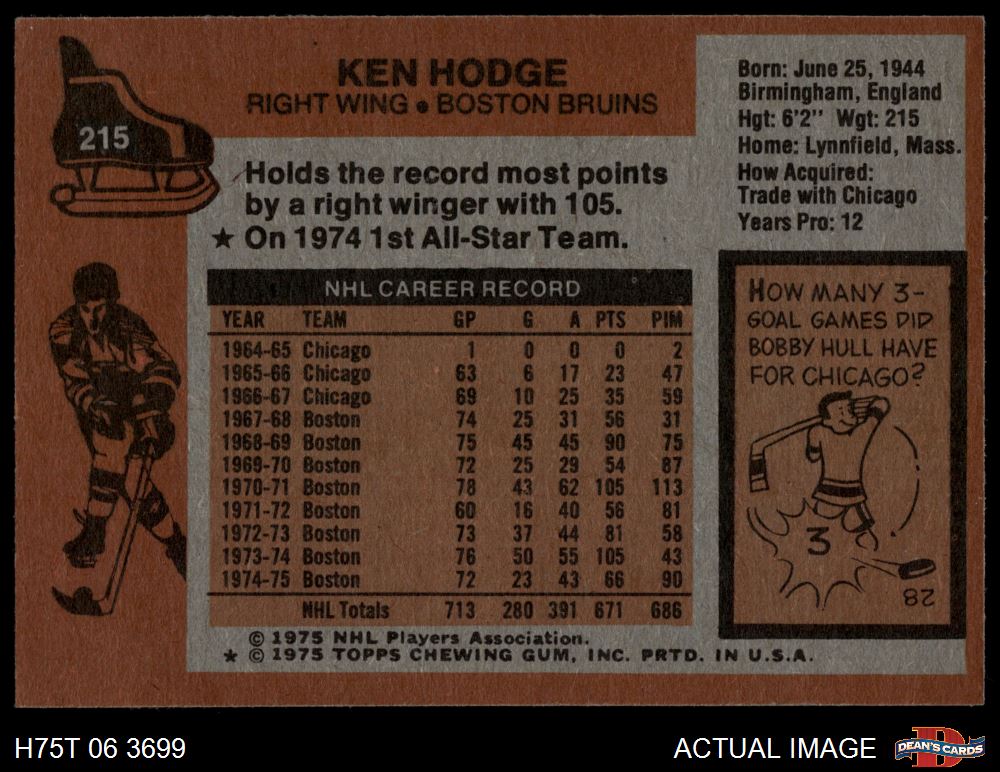 215
KEN HODGE
RIGHT WING • BOSTON BRUINS
Born: June 25, 1944
Birmingham, England
Hgt: 6'2" Wgt: 215
Home: Lynnfield, Mass.
How Acquired:
Trade with Chicago
Years Pro: 12
Holds the record most points
by a right winger with 105.
★ On 1974 1st All-Star Team.
NHL CAREER RECORD
YEAR TEAM GP G A PTS PIM
1964-65 Chicago 1 0 0 0 2
1965-66 Chicago 63 6 17 23 47
1966-67 Chicago 69 10 25 35 59
1967-68 Boston 74 25 31 56 31
1968-69 Boston 75 45 45 90 75
1969-70 Boston 72 25 29 54 87
1970-71 Boston 78 43 62 105 113
1971-72 Boston 60 16 40 56 81
1972-73 Boston 73 37 44 81 58
1973-74 Boston 76 50 55 105 43
1974-75 Boston 72 23 43 66 90
NHL Totals 713 280 391 671 686
HOW MANY 3-
GOAL GAMES DID
BOBBY HULL HAVE
FOR CHICAGO?
3
28
© 1975 NHL Players Association.
★ © 1975 TOPPS CHEWING GUM, INC. PRTD. IN U.S.A.
H75T 06 3699
ACTUAL IMAGE
D
DEAN'S CARDS